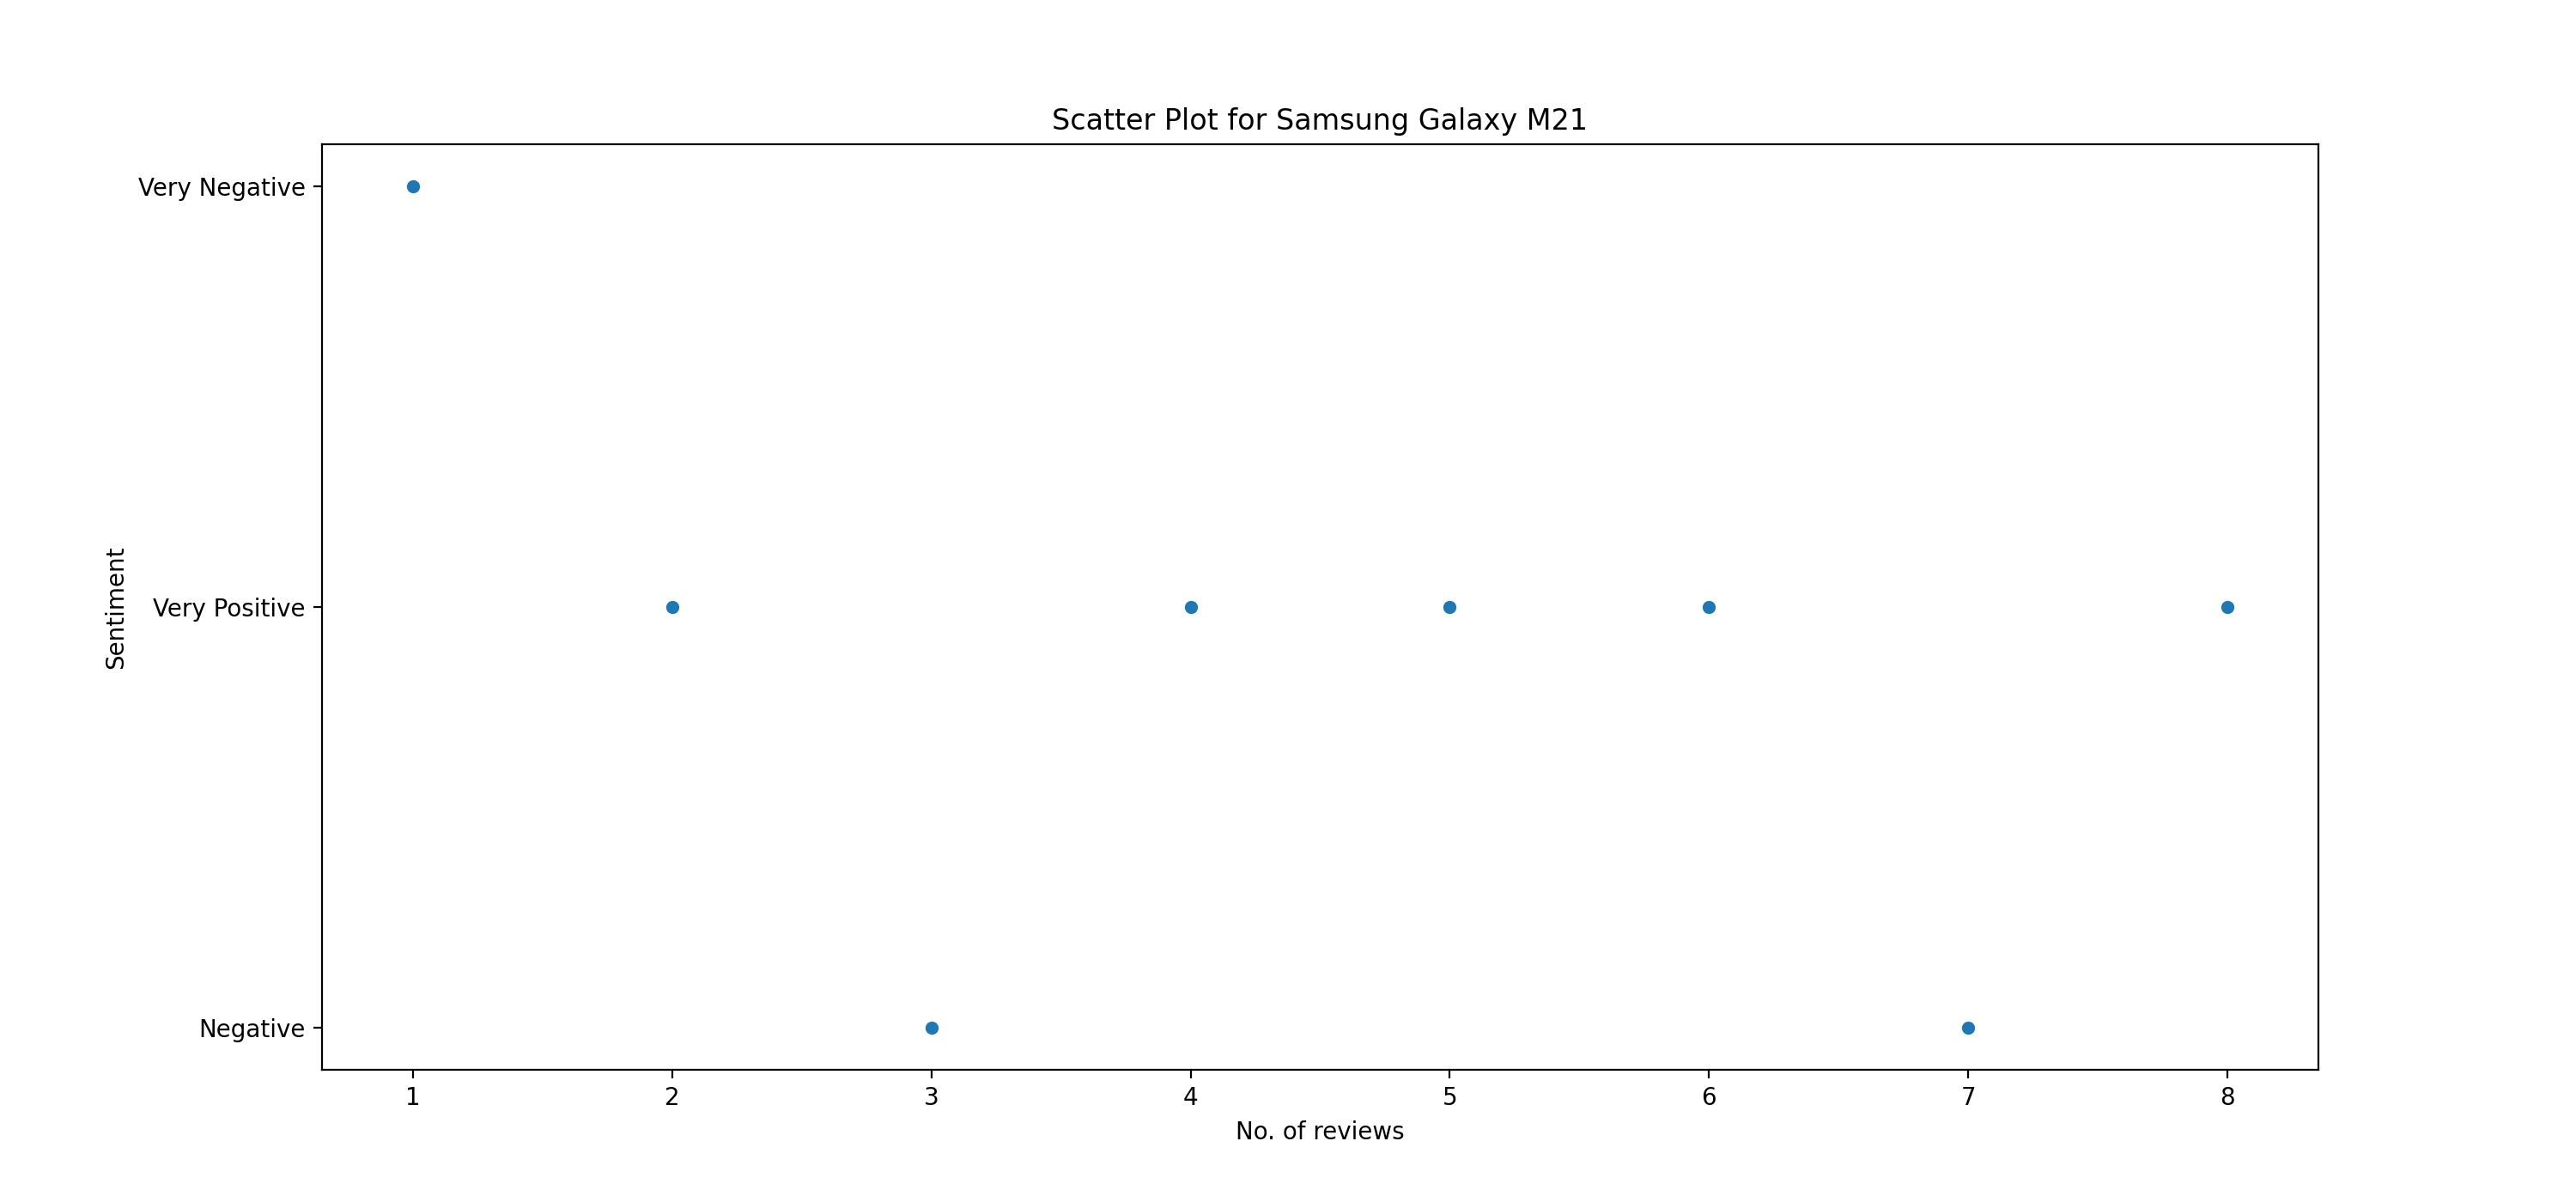 Scatter Plot for Samsung Galaxy M21
Very Negative
Very Positive
Negative
Sentiment
1 2 3 4 5 6 7 8
No. of reviews